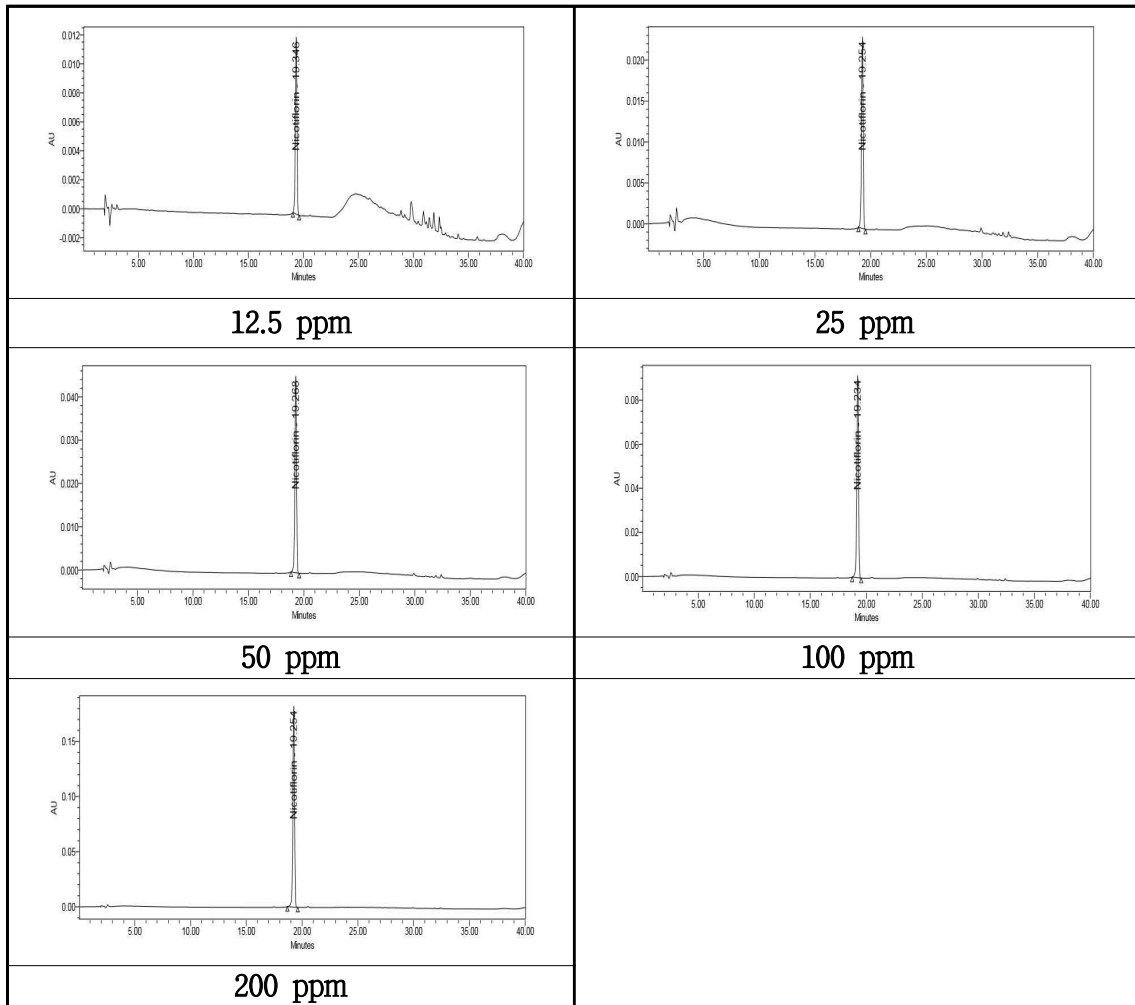 0.012
0.010
0.008
0.006
0.004
0.002
0.000
-0.002
AU
Nicotiflorin - 19.346
5.00 10.00 15.00 20.00 25.00 30.00 35.00 40.00
Minutes
12.5 ppm
0.020
0.015
0.010
0.005
0.000
AU
Nicotiflorin - 19.254
5.00 10.00 15.00 20.00 25.00 30.00 35.00 40.00
Minutes
25 ppm
0.040
0.030
0.020
0.010
0.000
AU
Nicotiflorin - 19.268
5.00 10.00 15.00 20.00 25.00 30.00 35.00 40.00
Minutes
50 ppm
0.08
0.06
0.04
0.02
0.00
AU
Nicotiflorin - 19.234
5.00 10.00 15.00 20.00 25.00 30.00 35.00 40.00
Minutes
100 ppm
0.15
0.10
0.05
0.00
AU
Nicotiflorin - 19.254
5.00 10.00 15.00 20.00 25.00 30.00 35.00 40.00
Minutes
200 ppm